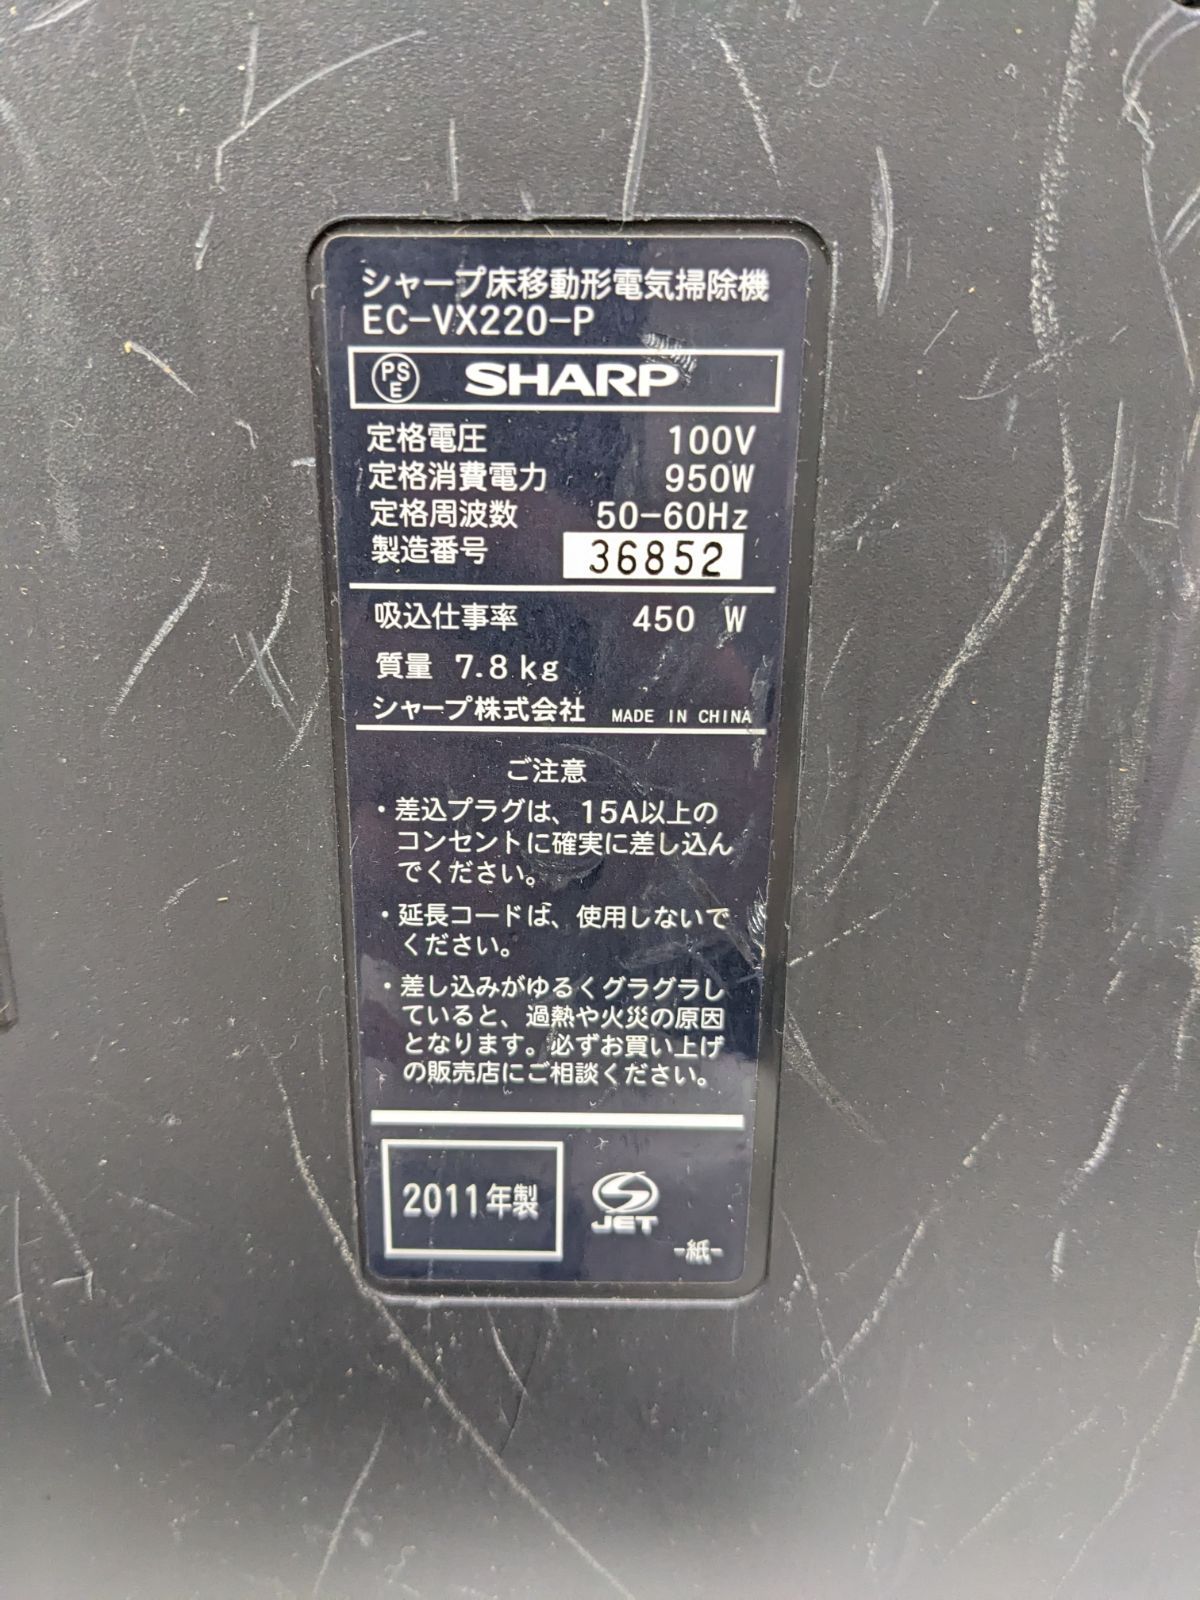 シャープ床移動形電気掃除機
EC-VX220-P
PS E SHARP
定格電圧 100V
定格消費電力 950W
定格周波数 50-60Hz
製造番号 36852
吸込仕事率 450 W
質量 7.8kg
シャープ株式会社 MADE IN CHINA
ご注意
・差込プラグは、15A以上の
コンセントに確実に差し込ん
でください。
・延長コードは、使用しないで
ください。
・差し込みがゆるくグラグラし
ていると、過熱や火災の原因
となります。必ずお買い上げ
の販売店にご相談ください。
2011年製
JET
-紙-